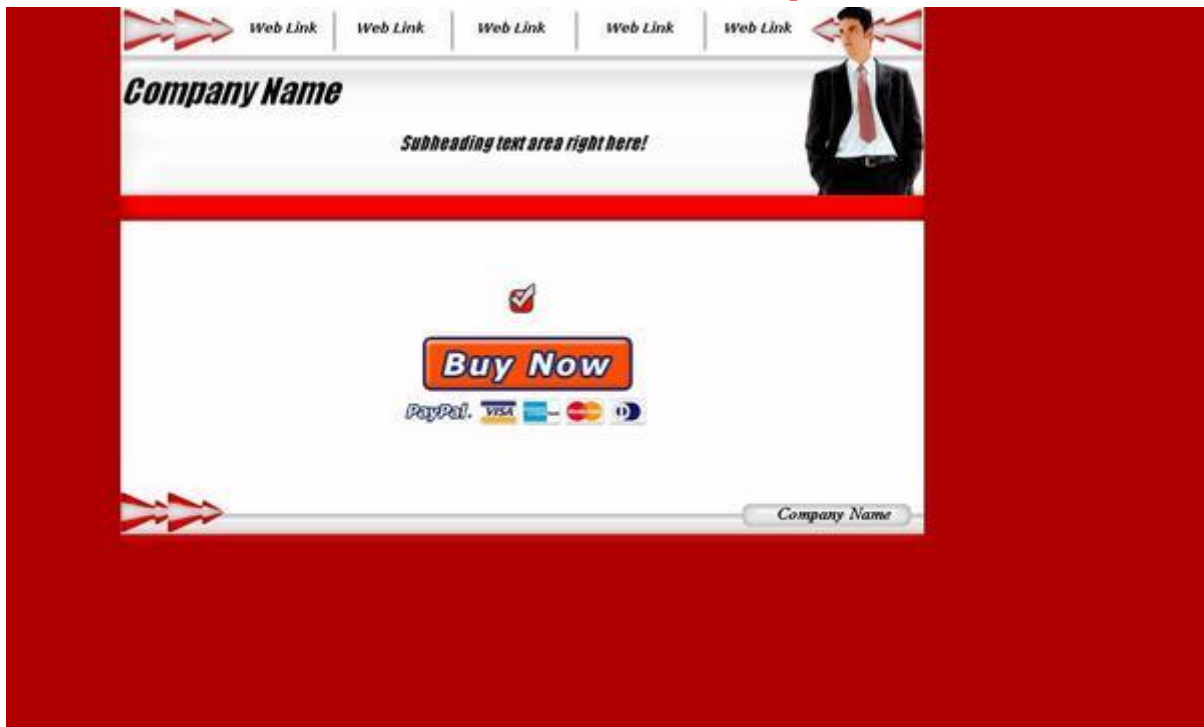 Web Link Web Link Web Link Web Link Web Link
Company Name
Subheading text area right here!
Buy Now
PayPal. VISA
Company Name